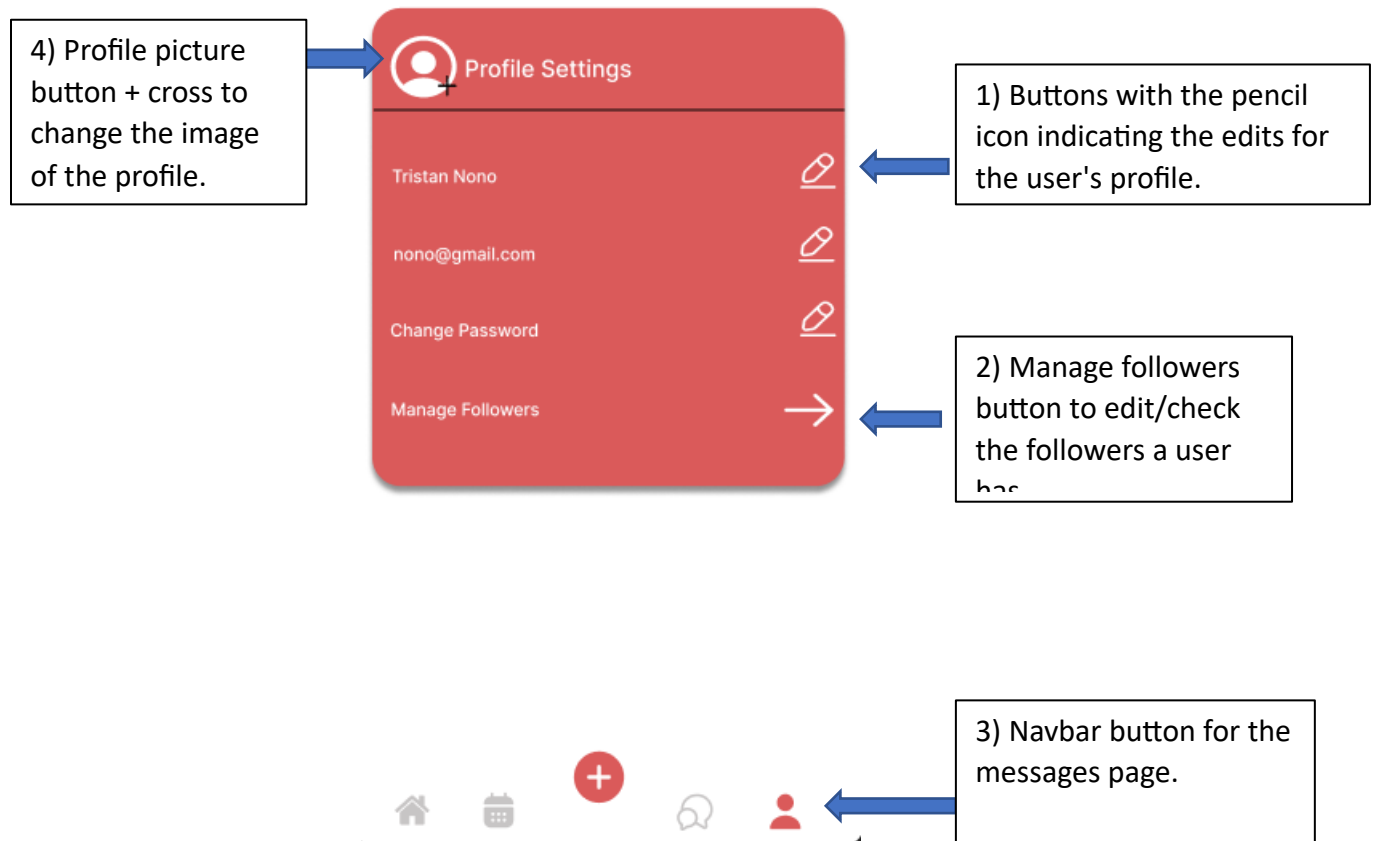 4) Profile picture
button + cross to
change the image
of the profile.
Profile Settings
Tristan Nono
nono@gmail.com
Change Password
Manage Followers
1) Buttons with the pencil
icon indicating the edits for
the user's profile.
2) Manage followers
button to edit/check
the followers a user
has
3) Navbar button for the
messages page.